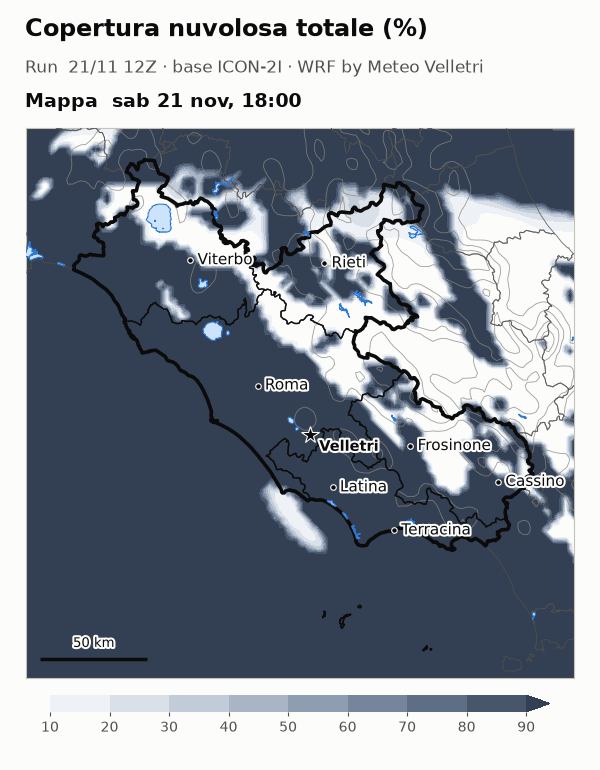 Copertura nuvolosa totale (%)
Run  21/11 12Z · base ICON-2I · WRF by Meteo Velletri
Mappa  sab 21 nov, 18:00
Viterbo
Rieti
Roma
Velletri
Frosinone
Latina
Cassino
Terracina
50 km
10 20 30 40 50 60 70 80 90